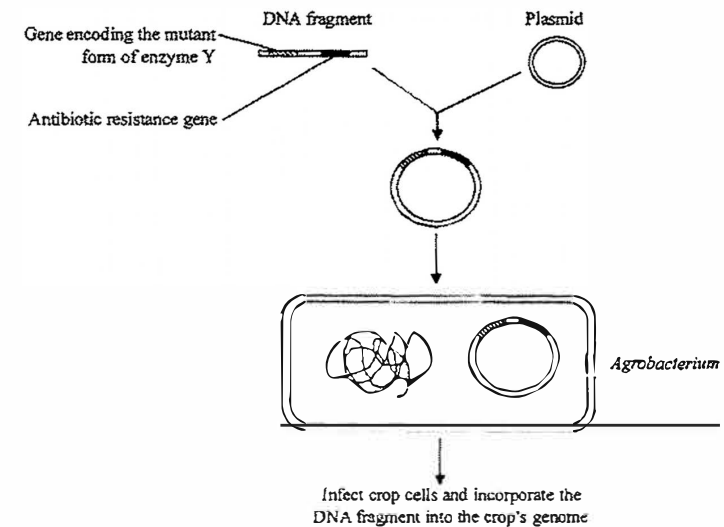 DNA fragment
Plasmid
Gene encoding the mutant
form of enzyme Y
Antibiotic resistance gene
Agrobacterium
Infect crop cells and incorporate the
DNA fragment into the crop's genome